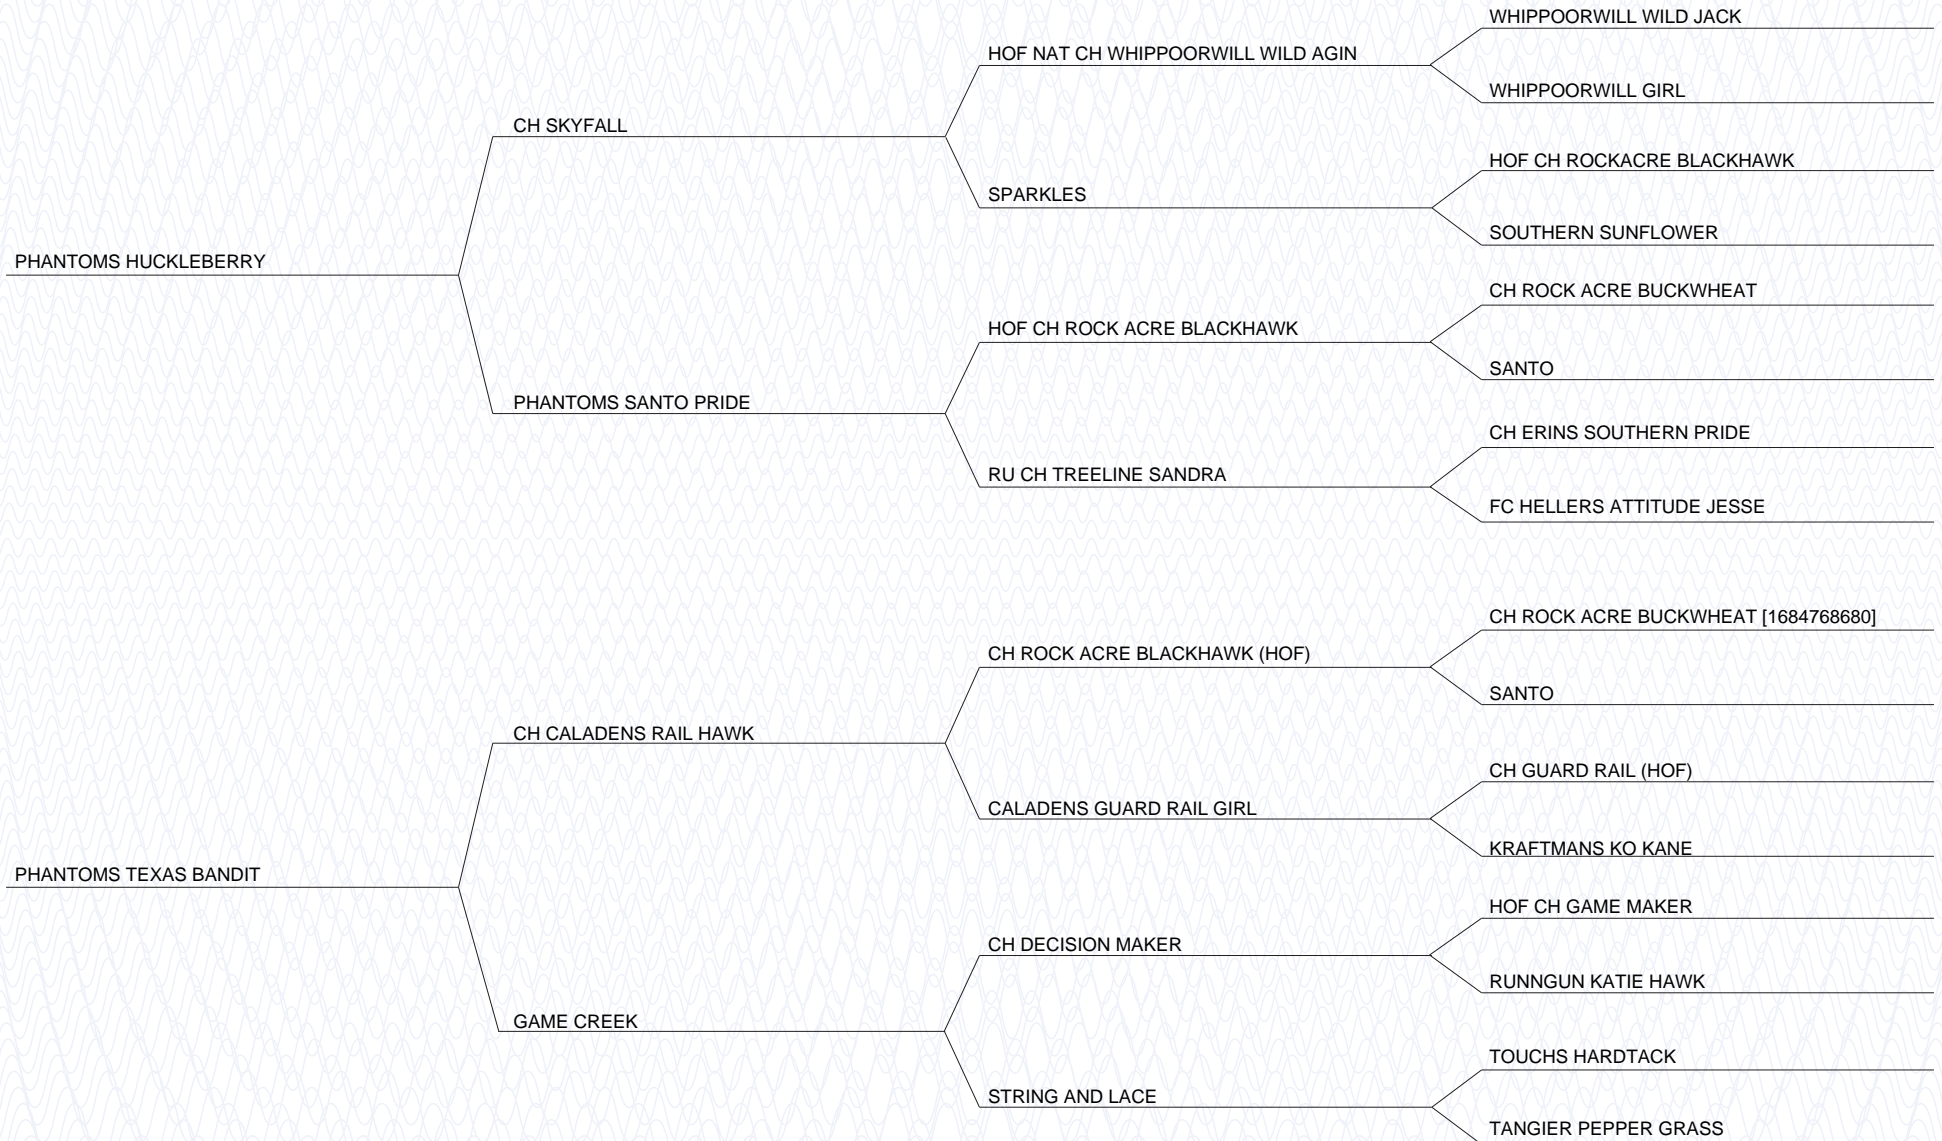 WHIPPOORWILL WILD JACK
HOF NAT CH WHIPPOORWILL WILD AGIN
WHIPPOORWILL GIRL
CH SKYFALL
HOF CH ROCKACRE BLACKHAWK
SPARKLES
SOUTHERN SUNFLOWER
PHANTOMS HUCKLEBERRY
CH ROCK ACRE BUCKWHEAT
HOF CH ROCK ACRE BLACKHAWK
SANTO
PHANTOMS SANTO PRIDE
CH ERINS SOUTHERN PRIDE
RU CH TREELINE SANDRA
FC HELLERS ATTITUDE JESSE
CH ROCK ACRE BUCKWHEAT [1684768680]
CH ROCK ACRE BLACKHAWK (HOF)
SANTO
CH CALADENS RAIL HAWK
CH GUARD RAIL (HOF)
CALADENS GUARD RAIL GIRL
KRAFTMANS KO KANE
PHANTOMS TEXAS BANDIT
HOF CH GAME MAKER
CH DECISION MAKER
RUNNGUN KATIE HAWK
GAME CREEK
TOUCHS HARDTACK
STRING AND LACE
TANGIER PEPPER GRASS